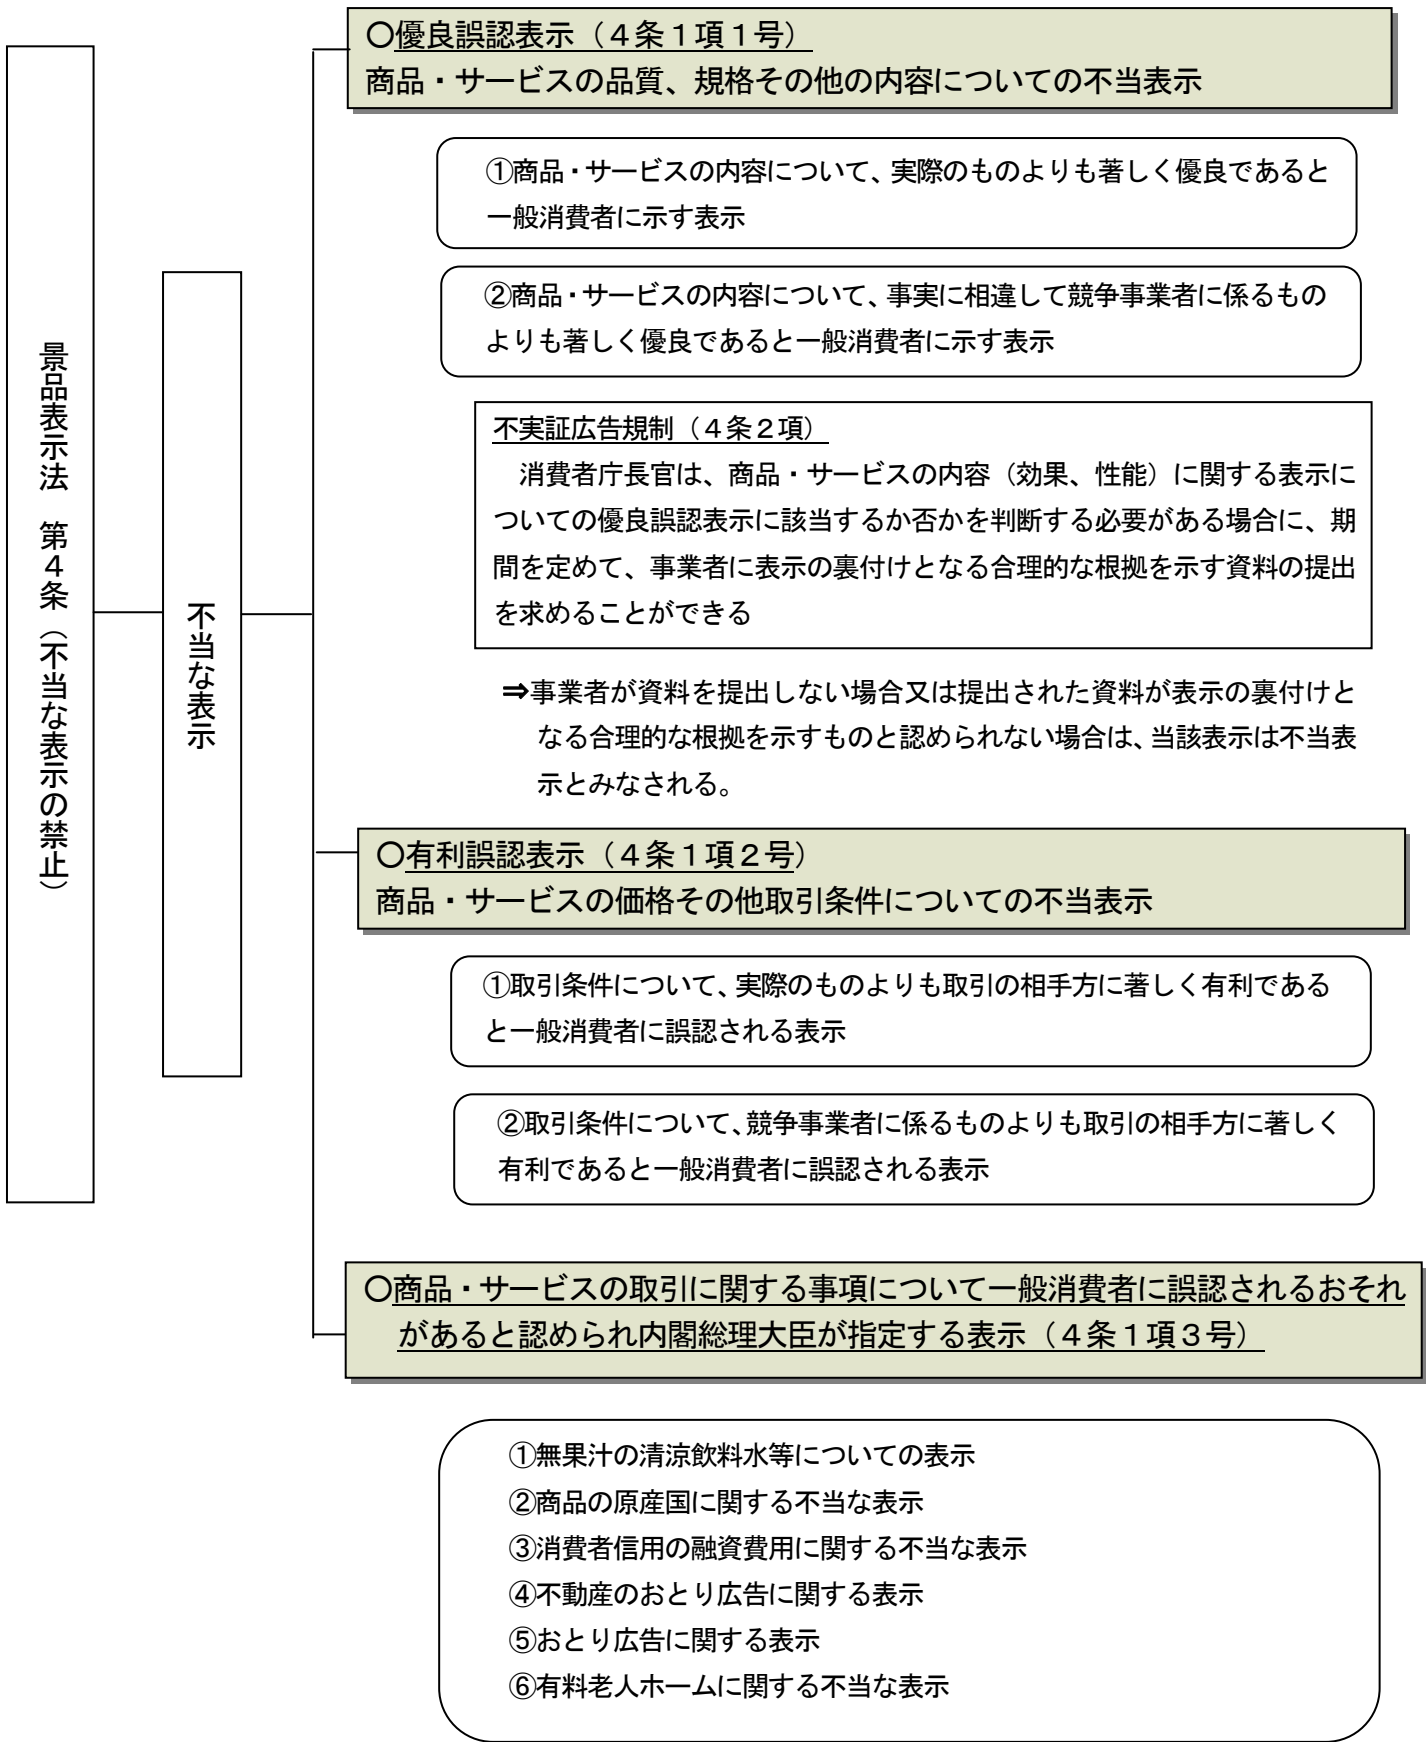 景品表示法　第４条（不当な表示の禁止）
不当な表示
〇優良誤認表示（４条１項１号）
商品・サービスの品質、規格その他の内容についての不当表示
①商品・サービスの内容について、実際のものよりも著しく優良であると
一般消費者に示す表示
②商品・サービスの内容について、事実に相違して競争事業者に係るもの
よりも著しく優良であると一般消費者に示す表示
不実証広告規制（４条２項）
消費者庁長官は、商品・サービスの内容（効果、性能）に関する表示に
ついての優良誤認表示に該当するか否かを判断する必要がある場合に、期
間を定めて、事業者に表示の裏付けとなる合理的な根拠を示す資料の提出
を求めることができる
⇒事業者が資料を提出しない場合又は提出された資料が表示の裏付けと
なる合理的な根拠を示すものと認められない場合は、当該表示は不当表
示とみなされる。
〇有利誤認表示（４条１項２号）
商品・サービスの価格その他取引条件についての不当表示
①取引条件について、実際のものよりも取引の相手方に著しく有利である
と一般消費者に誤認される表示
②取引条件について、競争事業者に係るものよりも取引の相手方に著しく
有利であると一般消費者に誤認される表示
〇商品・サービスの取引に関する事項について一般消費者に誤認されるおそれ
があると認められ内閣総理大臣が指定する表示（４条１項３号）
①無果汁の清涼飲料水等についての表示
②商品の原産国に関する不当な表示
③消費者信用の融資費用に関する不当な表示
④不動産のおとり広告に関する表示
⑤おとり広告に関する表示
⑥有料老人ホームに関する不当な表示